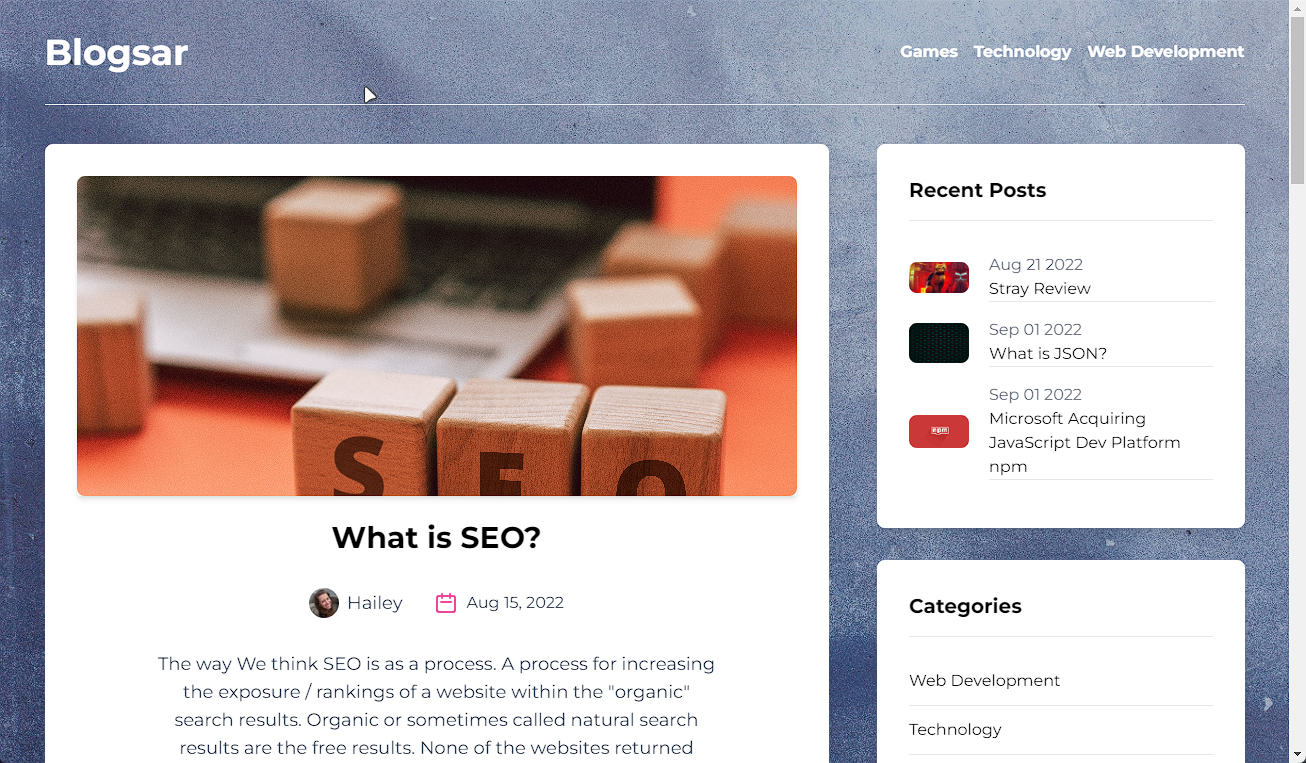 Blogsar
Games Technology Web Development
SEO
What is SEO?
Hailey Aug 15, 2022
The way We think SEO is as a process. A process for increasing
the exposure / rankings of a website within the "organic"
search results. Organic or sometimes called natural search
results are the free results. None of the websites returned
Recent Posts
Aug 21 2022
Stray Review
Sep 01 2022
What is JSON?
Sep 01 2022
npm
Microsoft Acquiring
JavaScript Dev Platform
npm
Categories
Web Development
Technology